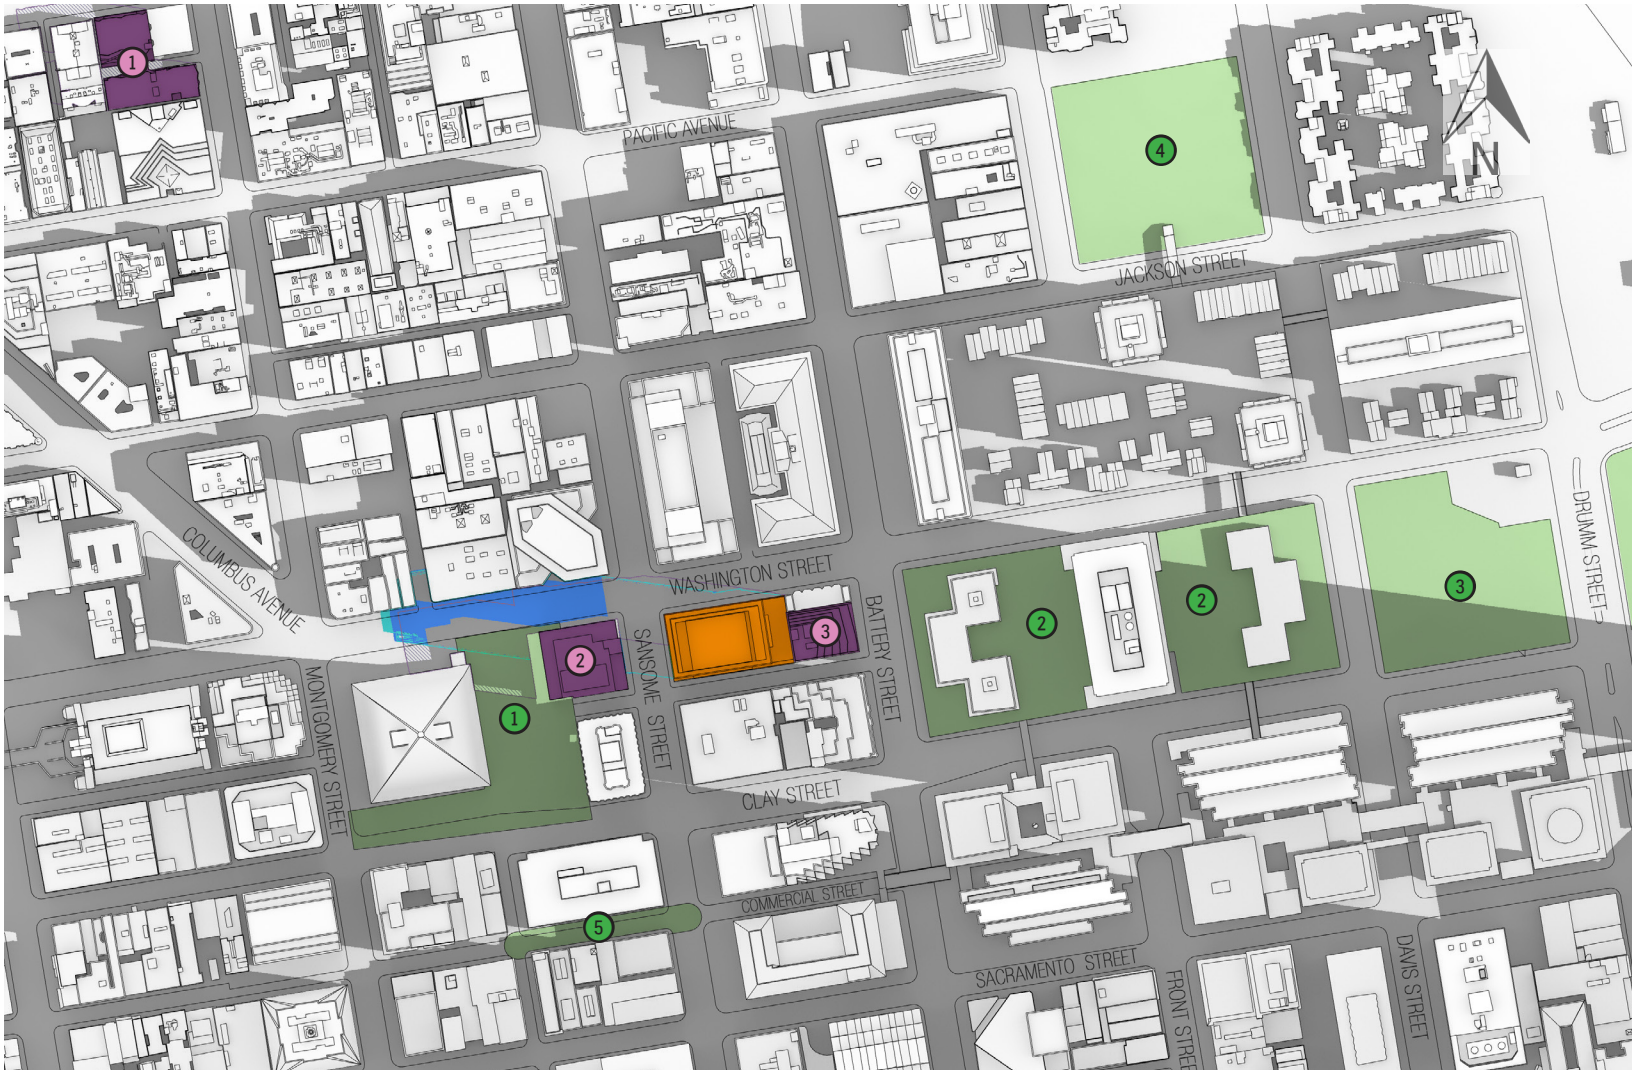 1
PACIFIC AVENUE
4
N
JACKSON STREET
COLUMBUS AVENUE
WASHINGTON STREET
DRUMM STREET
3
2
2
BATTERY STREET
3
2
SANSOME STREET
MONTGOMERY STREET
1
CLAY STREET
COMMERCIAL STREET
5
SACRAMENTO STREET
FRONT STREE
DAVIS STREET